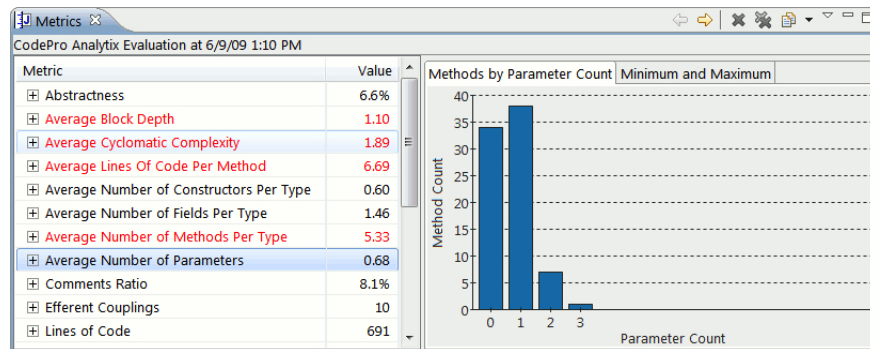 Metrics
CodePro Analytix Evaluation at 6/9/09 1:10 PM
Metric Value
Abstractness 6.6%
Average Block Depth 1.10
Average Cyclomatic Complexity 1.89
Average Lines Of Code Per Method 6.69
Average Number of Constructors Per Type 0.60
Average Number of Fields Per Type 1.46
Average Number of Methods Per Type 5.33
Average Number of Parameters 0.68
Comments Ratio 8.1%
Efferent Couplings 10
Lines of Code 691
Methods by Parameter Count Minimum and Maximum
Method Count
40
35
30
25
20
15
10
5
0
0 1 2 3
Parameter Count